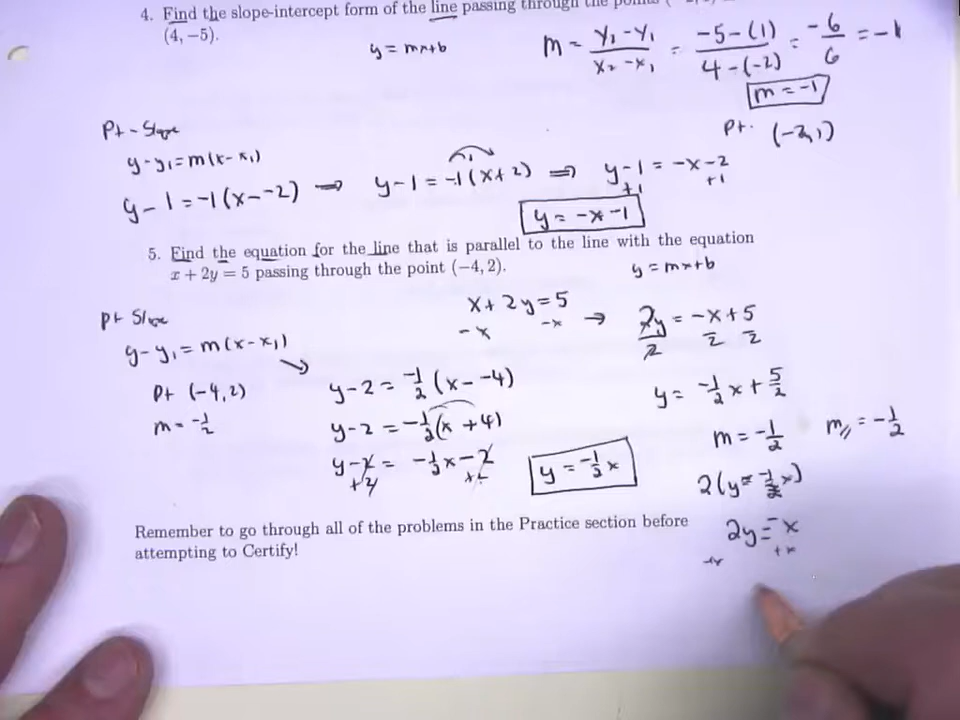 4. Find the slope-intercept form of the line passing through the points
(4, −5).
y = mx+b
m = y₂-y₁/x₂-x₁ = -5-(1)/4-(-2) = -6/6 = -1
m = -1
Pt-Slope
Pt. (-2,1)
y-y₁=m(x-x₁)
y-1=-1(x--2) ⇒ y-1=-1(x+2) ⇒ y-1=-x-2
+1 +1
y = -x-1
5. Find the equation for the line that is parallel to the line with the equation
x + 2y = 5 passing through the point (−4, 2).
y = mx+b
pt Slope
x+2y=5
-x -x
→ 2y/2 = -x/2 + 5/2
y-y₁=m(x-x₁)
Pt (-4,2)
m=-1/2
y-2=-1/2(x--4)
y-2=-1/2(x+4)
y-2=-1/2x-2
+2 +2
y=-1/2x
y=-1/2x+5/2
m=-1/2
m∥=-1/2
2(y=-1/2x)
2y=-x
+x +x
Remember to go through all of the problems in the Practice section before
attempting to Certify!